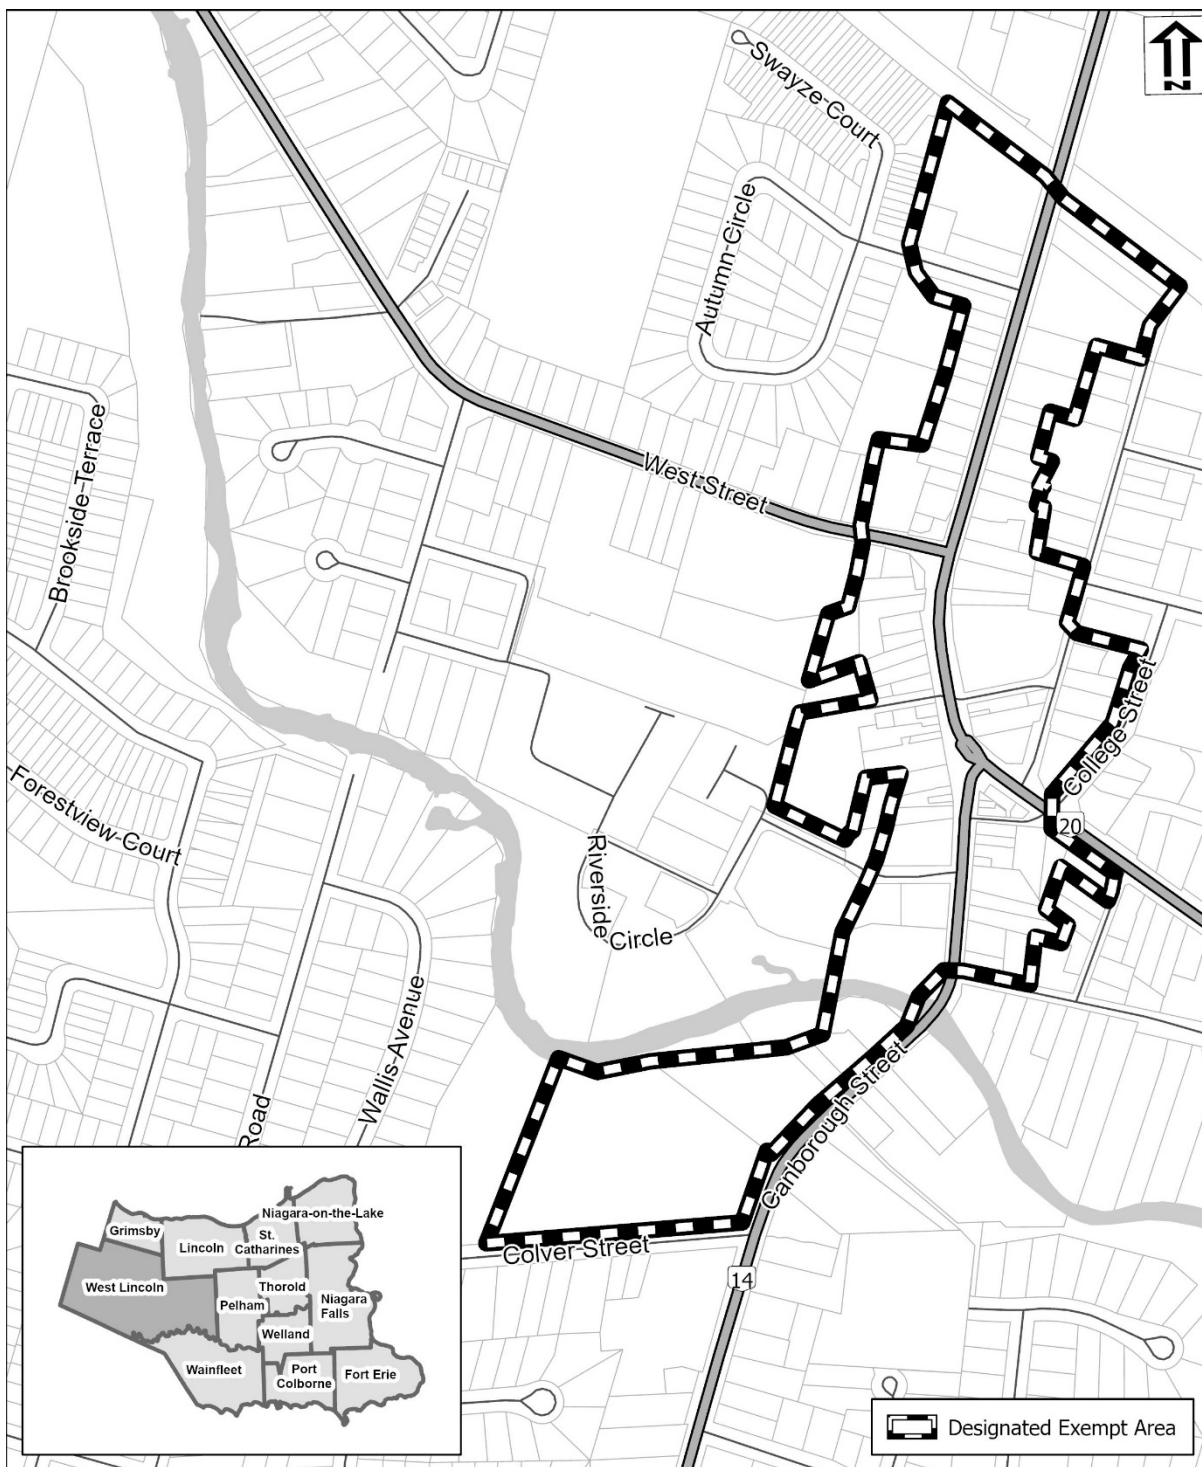 N
Swayze Court
Autumn-Circle
Brookside-Terrace
West Street
College-Street
20
Forestview-Court
Riverside
Circle
Wallis-Avenue
Canborough-Street
Road
Colver Street
14
Niagara-on-the-Lake
Grimsby
Lincoln
St.
Catharines
West Lincoln
Pelham
Thorold
Niagara
Falls
Welland
Wainfleet
Port
Colborne
Fort Erie
Designated Exempt Area